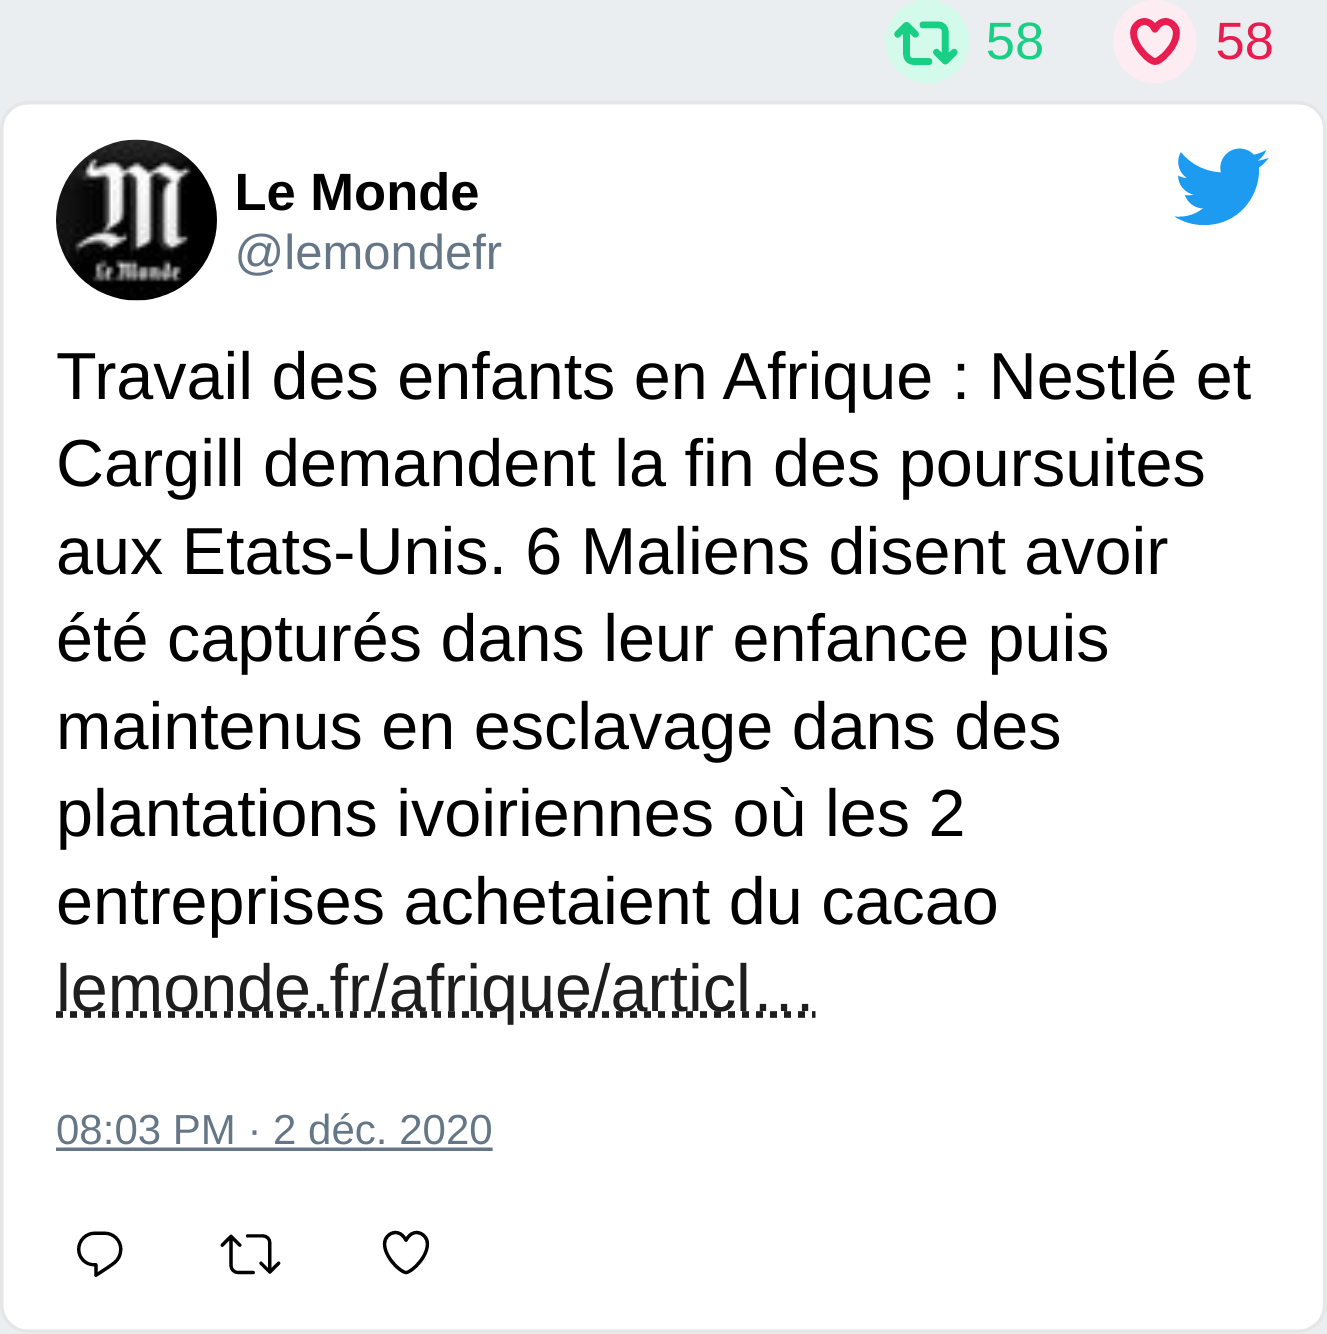 58 58
Le Monde
Le Monde
@lemondefr
Travail des enfants en Afrique : Nestlé et
Cargill demandent la fin des poursuites
aux Etats-Unis. 6 Maliens disent avoir
été capturés dans leur enfance puis
maintenus en esclavage dans des
plantations ivoiriennes où les 2
entreprises achetaient du cacao
lemonde.fr/afrique/articl…
08:03 PM · 2 déc. 2020